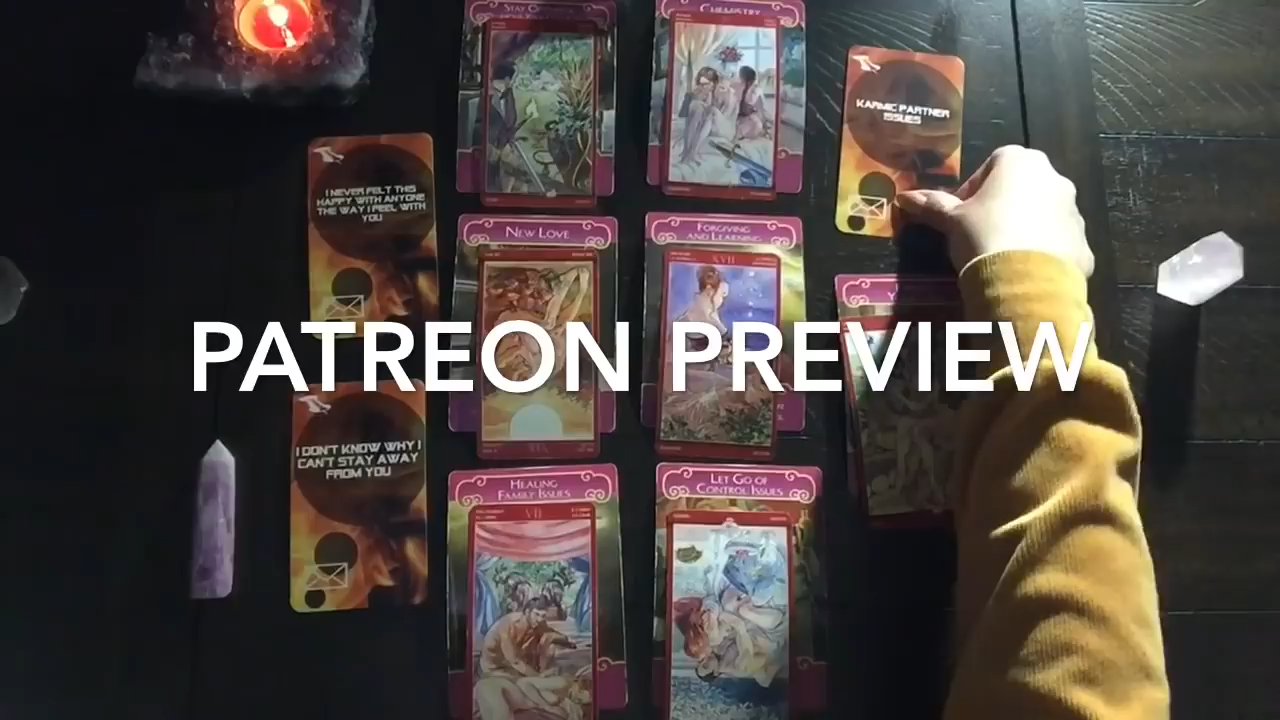 STAY O
CHEMISTRY
KARMIC PARTNER
ISSUES
I NEVER FELT THIS
HAPPY WITH ANYONE
THE WAY I FEEL WITH
YOU
NEW LOVE
FORGIVING
AND LEARNING
XVII
PATREON PREVIEW
I DON'T KNOW WHY I
CAN'T STAY AWAY
FROM YOU
HEALING
FAMILY ISSUES
VII
LET GO OF
CONTROL ISSUES